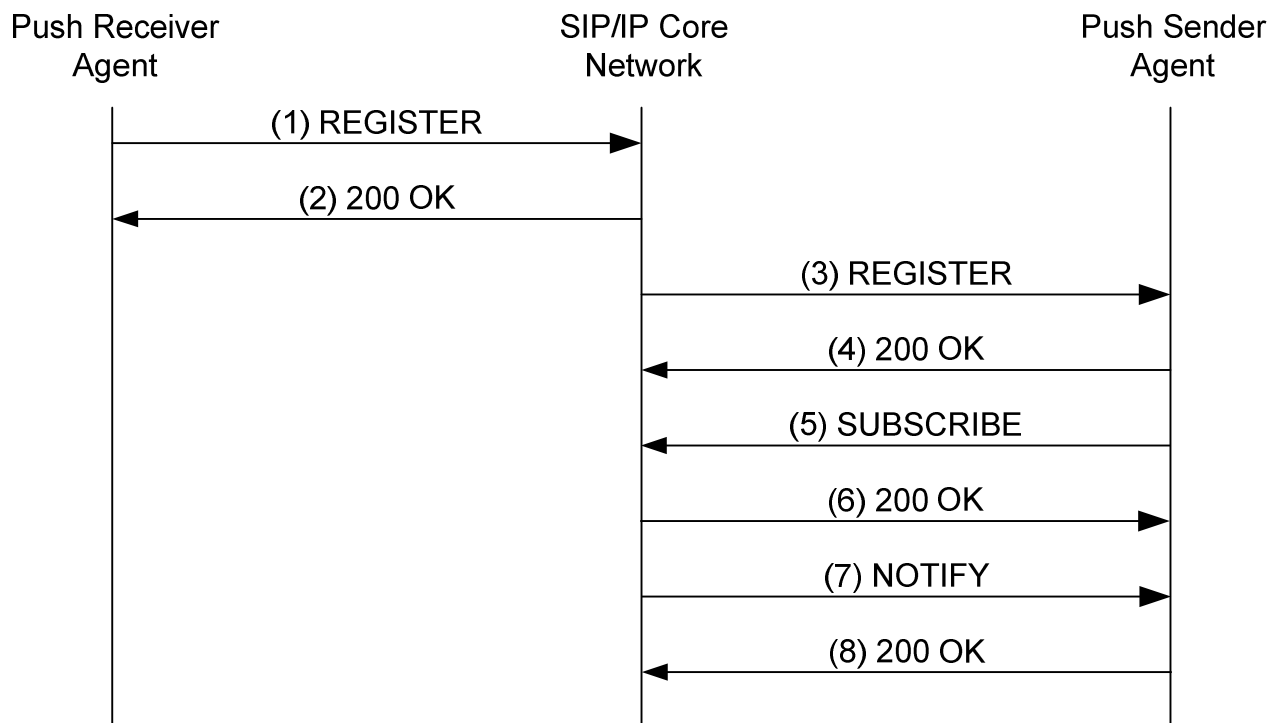 Push Receiver
Agent
SIP/IP Core
Network
Push Sender
Agent
(1) REGISTER
(2) 200 OK
(3) REGISTER
(4) 200 OK
(5) SUBSCRIBE
(6) 200 OK
(7) NOTIFY
(8) 200 OK